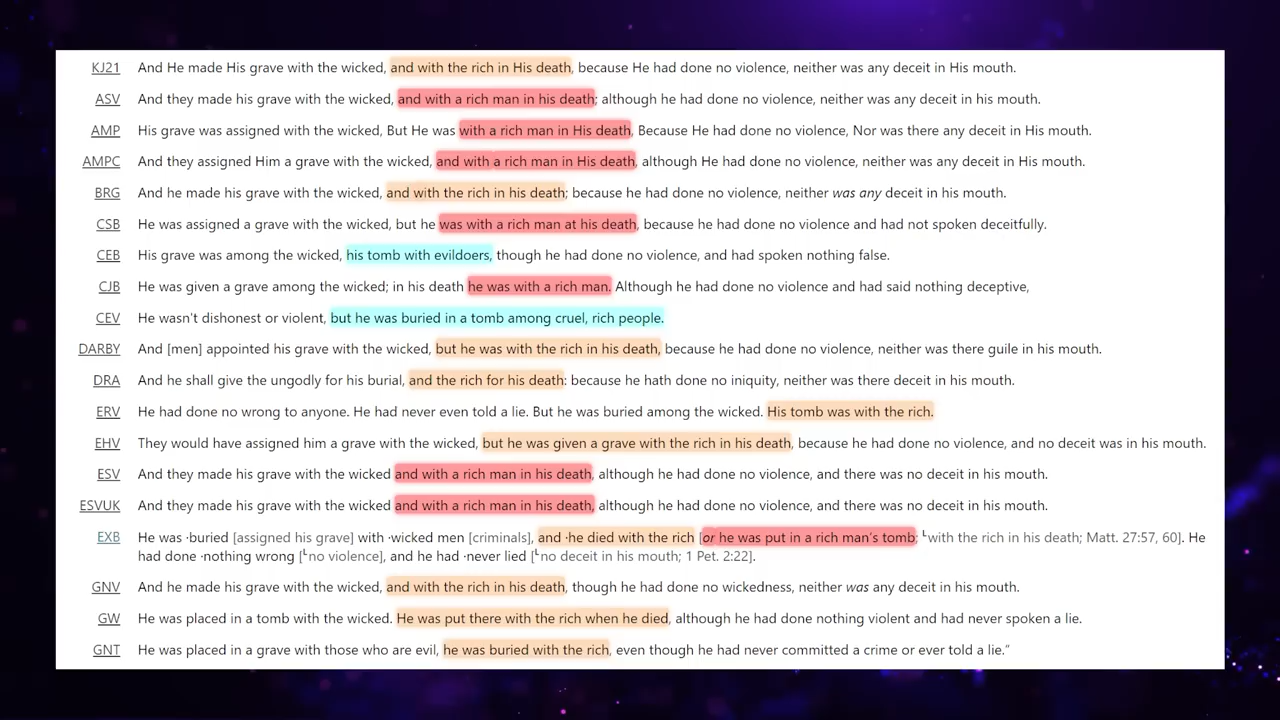 KJ21 And He made His grave with the wicked, and with the rich in His death, because He had done no violence, neither was any deceit in His mouth.
ASV And they made his grave with the wicked, and with a rich man in his death; although he had done no violence, neither was any deceit in his mouth.
AMP His grave was assigned with the wicked, But He was with a rich man in His death, Because He had done no violence, Nor was there any deceit in His mouth.
AMPC And they assigned Him a grave with the wicked, and with a rich man in His death, although He had done no violence, neither was any deceit in His mouth.
BRG And he made his grave with the wicked, and with the rich in his death; because he had done no violence, neither was any deceit in his mouth.
CSB He was assigned a grave with the wicked, but he was with a rich man at his death, because he had done no violence and had not spoken deceitfully.
CEB His grave was among the wicked, his tomb with evildoers, though he had done no violence, and had spoken nothing false.
CJB He was given a grave among the wicked; in his death he was with a rich man. Although he had done no violence and had said nothing deceptive,
CEV He wasn't dishonest or violent, but he was buried in a tomb among cruel, rich people.
DARBY And [men] appointed his grave with the wicked, but he was with the rich in his death, because he had done no violence, neither was there guile in his mouth.
DRA And he shall give the ungodly for his burial, and the rich for his death: because he hath done no iniquity, neither was there deceit in his mouth.
ERV He had done no wrong to anyone. He had never even told a lie. But he was buried among the wicked. His tomb was with the rich.
EHV They would have assigned him a grave with the wicked, but he was given a grave with the rich in his death, because he had done no violence, and no deceit was in his mouth.
ESV And they made his grave with the wicked and with a rich man in his death, although he had done no violence, and there was no deceit in his mouth.
ESVUK And they made his grave with the wicked and with a rich man in his death, although he had done no violence, and there was no deceit in his mouth.
EXB He was ·buried [assigned his grave] with ·wicked men [criminals], and ·he died with the rich [or he was put in a rich man's tomb; ᴸwith the rich in his death; Matt. 27:57, 60]. He
had done ·nothing wrong [ᴸno violence], and he had ·never lied [ᴸno deceit in his mouth; 1 Pet. 2:22].
GNV And he made his grave with the wicked, and with the rich in his death, though he had done no wickedness, neither was any deceit in his mouth.
GW He was placed in a tomb with the wicked. He was put there with the rich when he died, although he had done nothing violent and had never spoken a lie.
GNT He was placed in a grave with those who are evil, he was buried with the rich, even though he had never committed a crime or ever told a lie.”